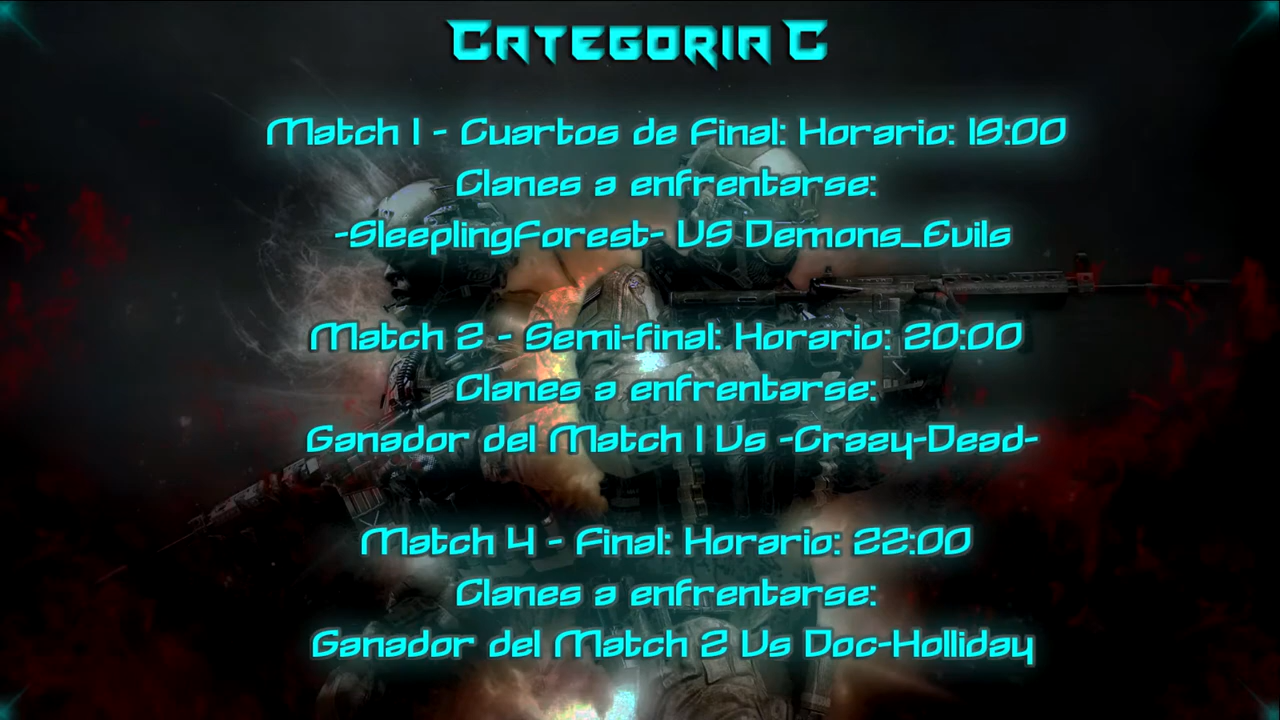 Categoria C
Match 1 - Cuartos de Final: Horario: 19:00
Clanes a enfrentarse:
-SleeplingForest- VS Demons_Evils
Match 2 - Semi-final: Horario: 20:00
Clanes a enfrentarse:
Ganador del Match 1 Vs -Crazy-Dead-
Match 4 - Final: Horario: 22:00
Clanes a enfrentarse:
Ganador del Match 2 Vs Doc-Holliday